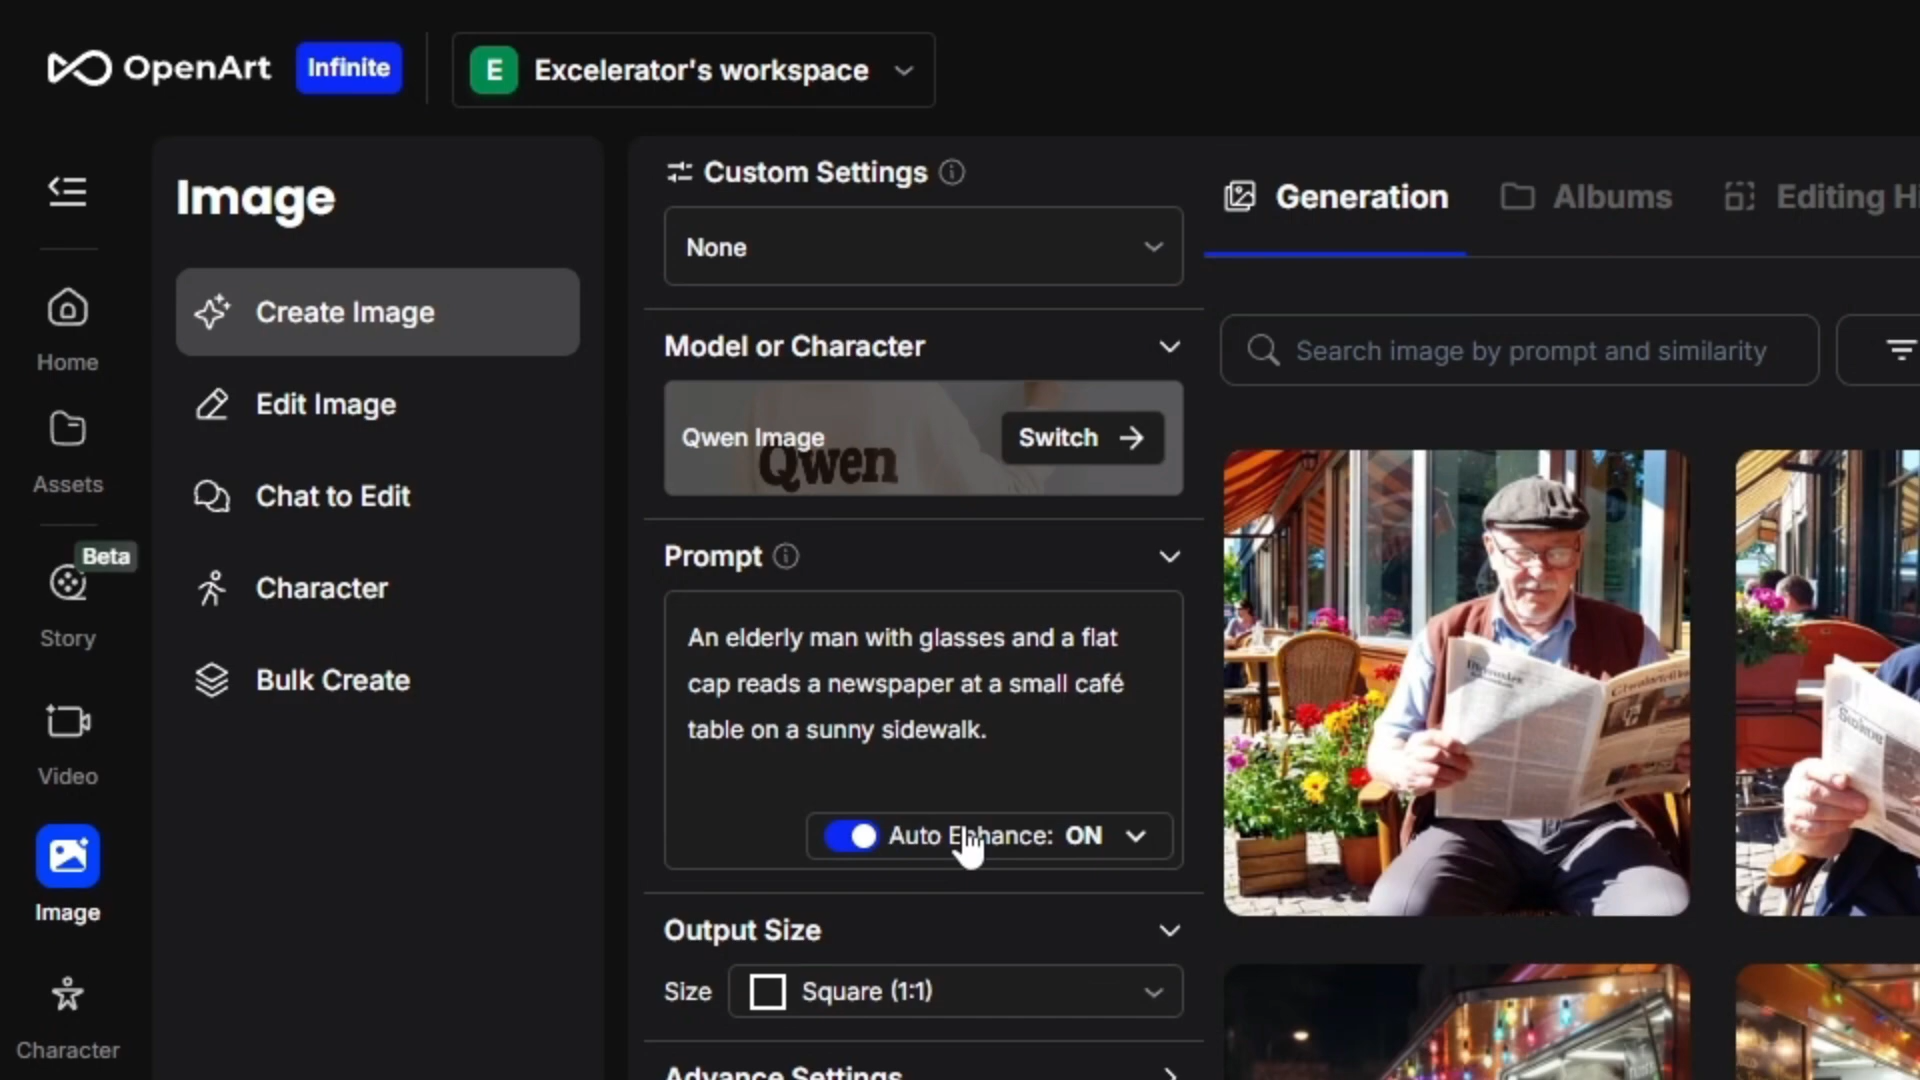 OpenArt
Infinite
E
Excelerator's workspace
Image
Create Image
Edit Image
Chat to Edit
Character
Bulk Create
Home
Assets
Beta
Story
Video
Image
Character
Custom Settings
None
Model or Character
Qwen Image
Qwen
Switch
Prompt
An elderly man with glasses and a flat
cap reads a newspaper at a small café
table on a sunny sidewalk.
Auto Enhance: ON
Output Size
Size
Square (1:1)
Advance Settings
Generation
Albums
Editing Hi
Search image by prompt and similarity